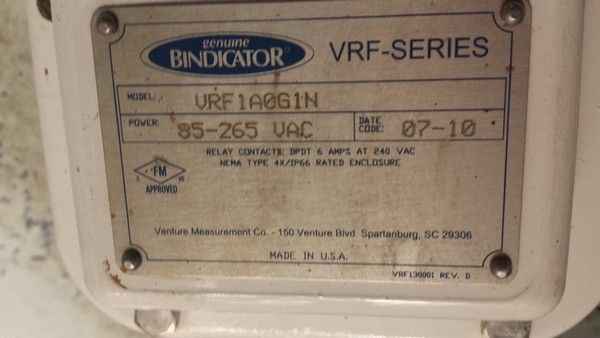 genuine
BINDICATOR® VRF-SERIES
MODEL: VRF1A0G1N
POWER: 85-265 VAC DATE CODE: 07-10
RELAY CONTACTS: DPDT 6 AMPS AT 240 VAC
NEMA TYPE 4X/IP66 RATED ENCLOSURE
FM
C US
APPROVED
Venture Measurement Co. - 150 Venture Blvd. Spartanburg, SC 29306
MADE IN U.S.A.
VRF130001 REV. D